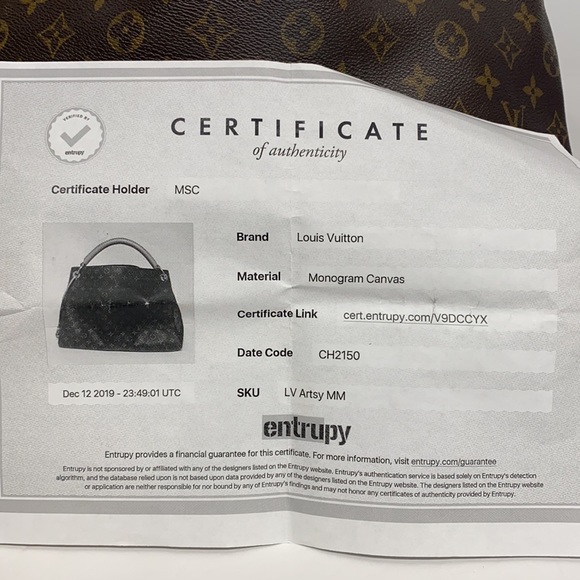 VERIFIED BY
entrupy
CERTIFICATE
of authenticity
Certificate Holder MSC
Brand Louis Vuitton
Material Monogram Canvas
Certificate Link cert.entrupy.com/V9DCCYX
Date Code CH2150
Dec 12 2019 - 23:49:01 UTC
SKU LV Artsy MM
entrupy
Entrupy provides a financial guarantee for this certificate. For more information, visit entrupy.com/guarantee
Entrupy is not sponsored by or affiliated with any of the designers listed on the Entrupy website. Entrupy's authentication service is based solely on Entrupy's detection
algorithm, and the database relied upon is not based upon data provided by any of the designers listed on the Entrupy website. The designers listed on the Entrupy website
or application are neither responsible for nor bound by any of Entrupy's findings and may not honor any certificates of authenticity provided by Entrupy.